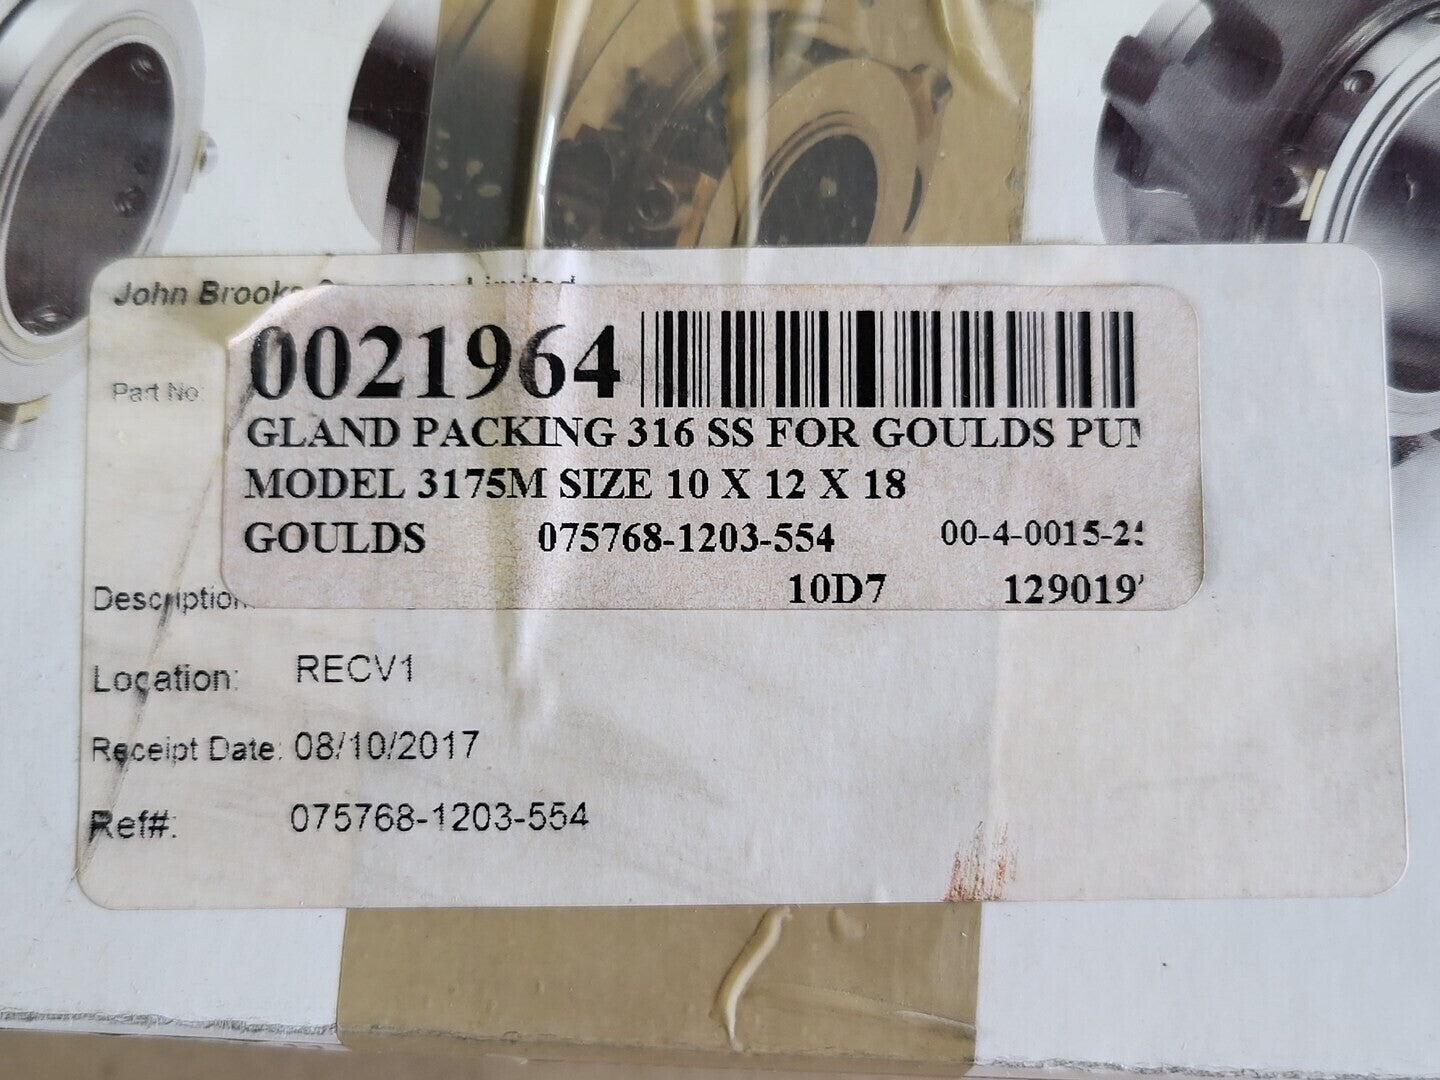 John Brooks Limited
0021964
GLAND PACKING 316 SS FOR GOULDS PUM
MODEL 3175M SIZE 10 X 12 X 18
GOULDS 075768-1203-554 00-4-0015-2
10D7 129019
Part No
Description
Location: RECV1
Receipt Date: 08/10/2017
Ref#: 075768-1203-554